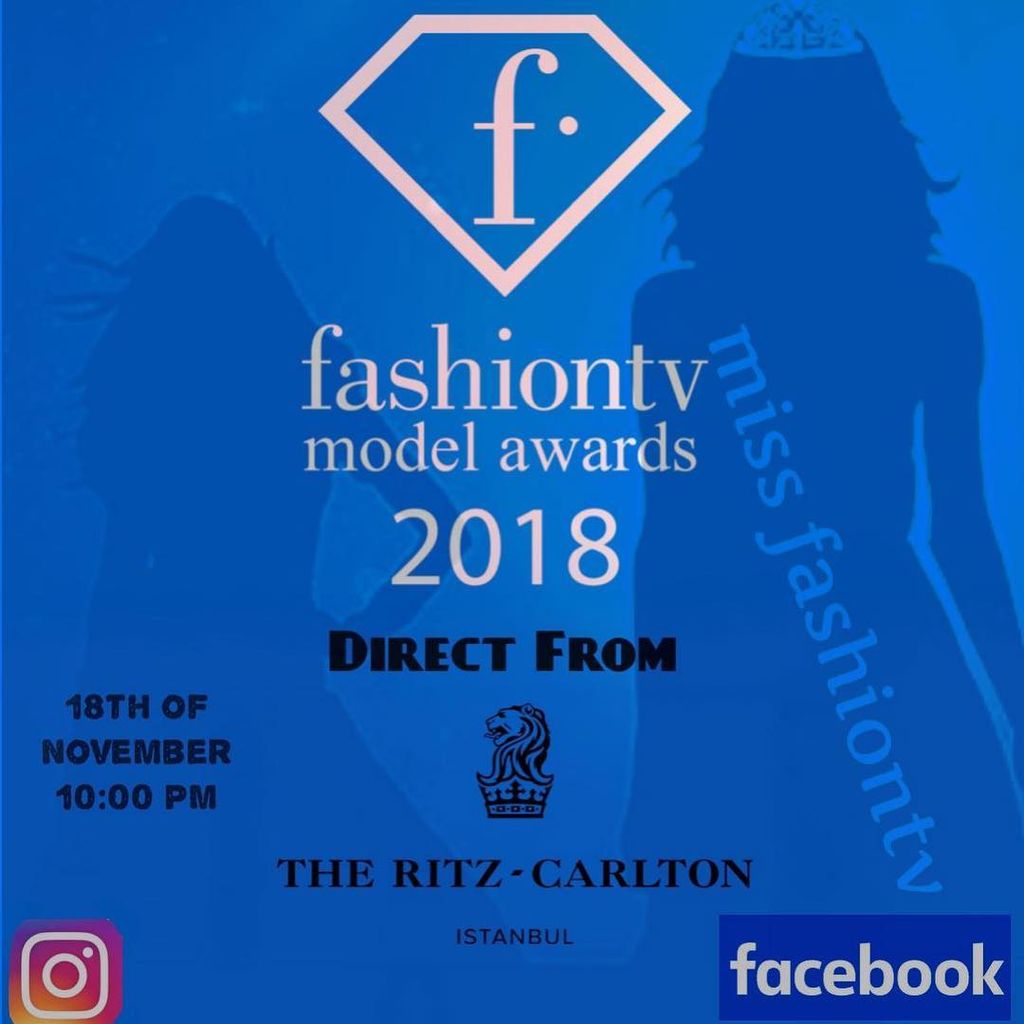 f.
fashiontv
model awards
2018
miss fashiontv
DIRECT FROM
18TH OF
NOVEMBER
10:00 PM
THE RITZ-CARLTON
ISTANBUL
facebook